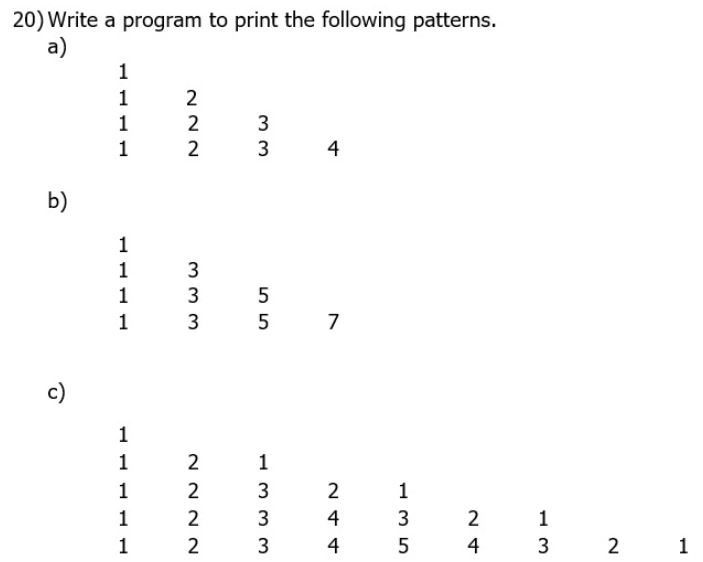 20) Write a program to print the following patterns.
a)
1
1 2
1 2 3
1 2 3 4
b)
1
1 3
1 3 5
1 3 5 7
c)
1
1 2 1
1 2 3 2 1
1 2 3 4 3 2 1
1 2 3 4 5 4 3 2 1